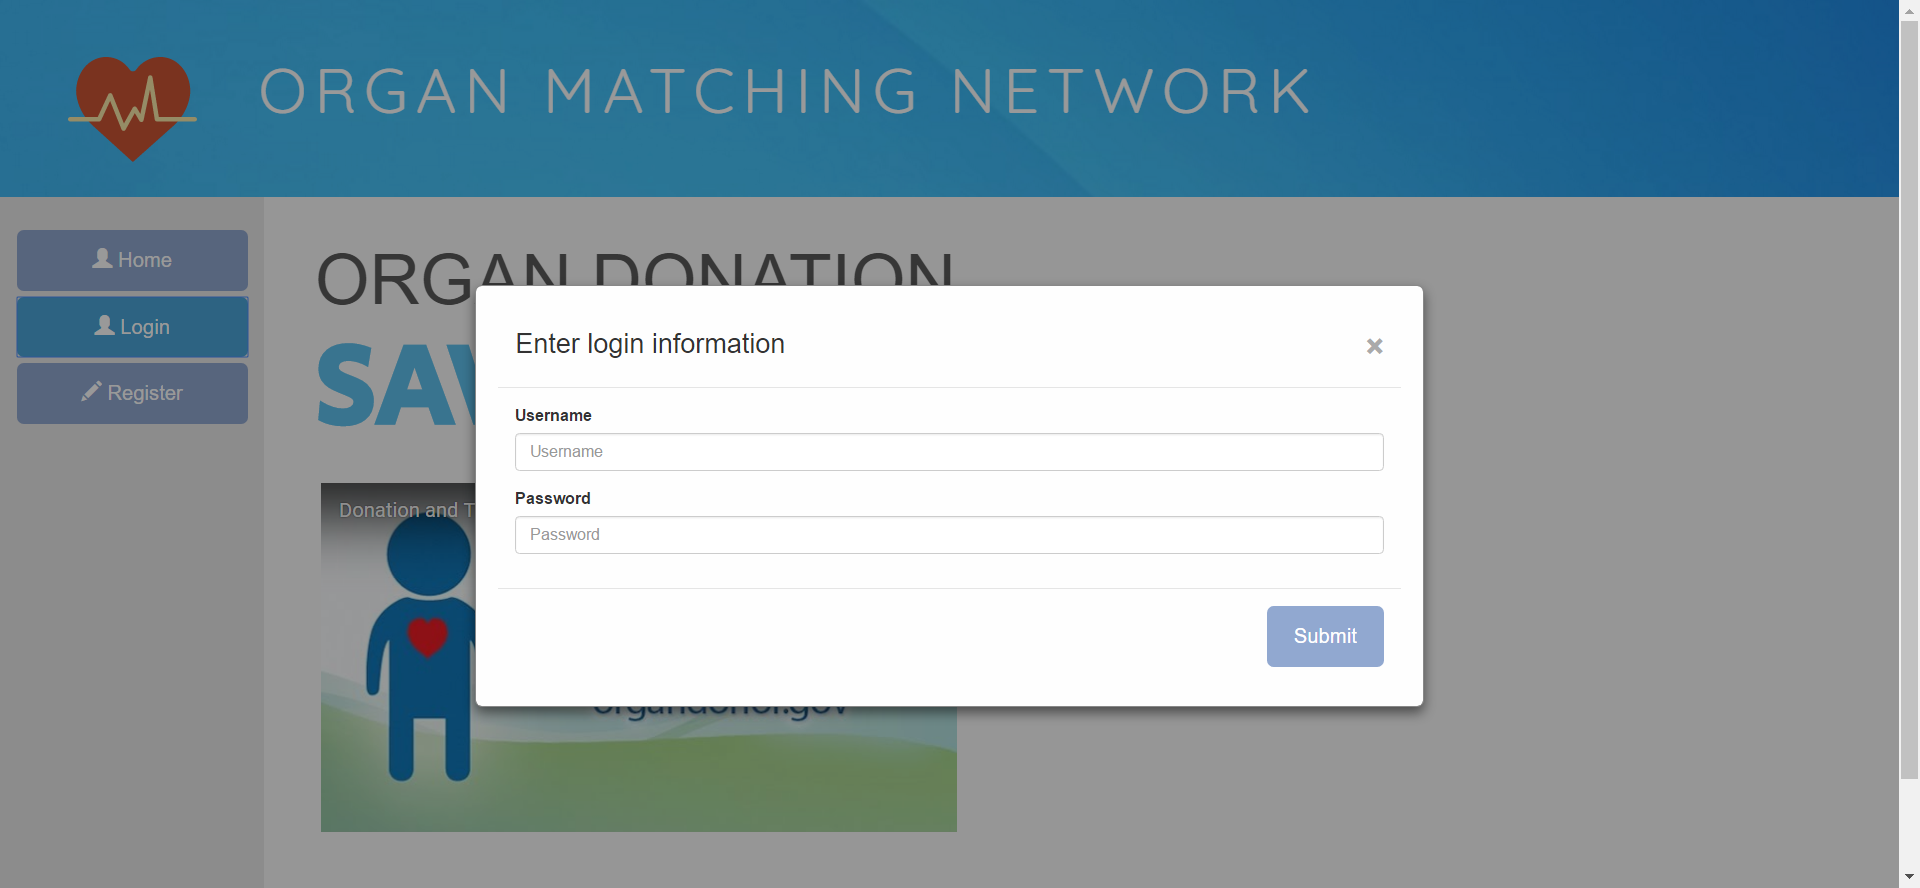 ORGAN MATCHING NETWORK
Home
Login
Register
ORGAN DONATION
Enter login information
Username
Username
Password
Password
Submit
Donation and
organdonor.gov